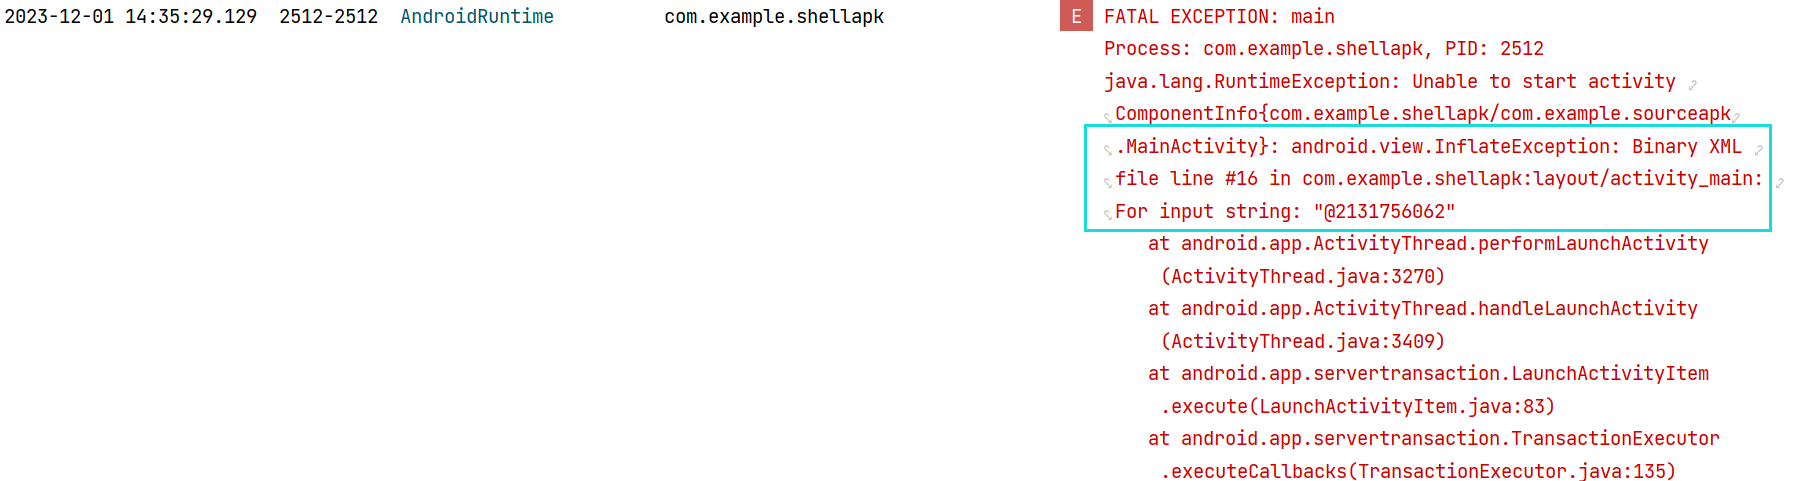 2023-12-01 14:35:29.129 2512-2512 AndroidRuntime com.example.shellapk E FATAL EXCEPTION: main
Process: com.example.shellapk, PID: 2512
java.lang.RuntimeException: Unable to start activity
ComponentInfo{com.example.shellapk/com.example.sourceapk
.MainActivity}: android.view.InflateException: Binary XML
file line #16 in com.example.shellapk:layout/activity_main:
For input string: "@2131756062"
at android.app.ActivityThread.performLaunchActivity
(ActivityThread.java:3270)
at android.app.ActivityThread.handleLaunchActivity
(ActivityThread.java:3409)
at android.app.servertransaction.LaunchActivityItem
.execute(LaunchActivityItem.java:83)
at android.app.servertransaction.TransactionExecutor
.executeCallbacks(TransactionExecutor.java:135)